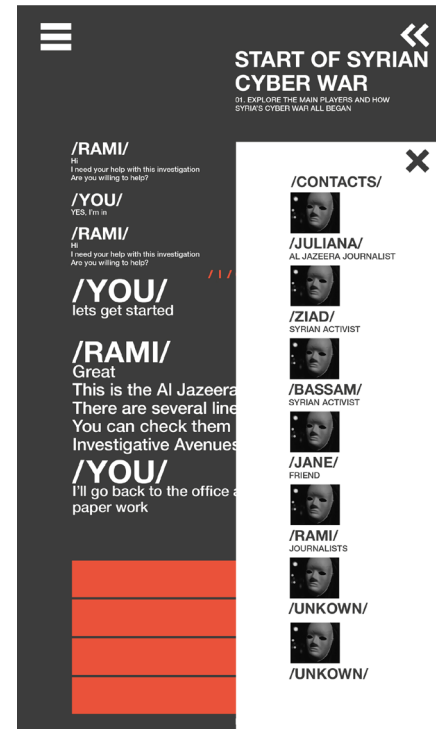 START OF SYRIAN
CYBER WAR
01. EXPLORE THE MAIN PLAYERS AND HOW
SYRIA'S CYBER WAR ALL BEGAN
/RAMI/
Hi
I need your help with this investigation
Are you willing to help?
/YOU/
YES, I'm in
/RAMI/
Hi
I need your help with this investigation
Are you willing to help?
/ I /
/YOU/
lets get started
/RAMI/
Great
This is the Al Jazeera
There are several line
You can check them
Investigative Avenues
/YOU/
I'll go back to the office a
paper work
/CONTACTS/
/JULIANA/
AL JAZEERA JOURNALIST
/ZIAD/
SYRIAN ACTIVIST
/BASSAM/
SYRIAN ACTIVIST
/JANE/
FRIEND
/RAMI/
JOURNALISTS
/UNKOWN/
/UNKOWN/